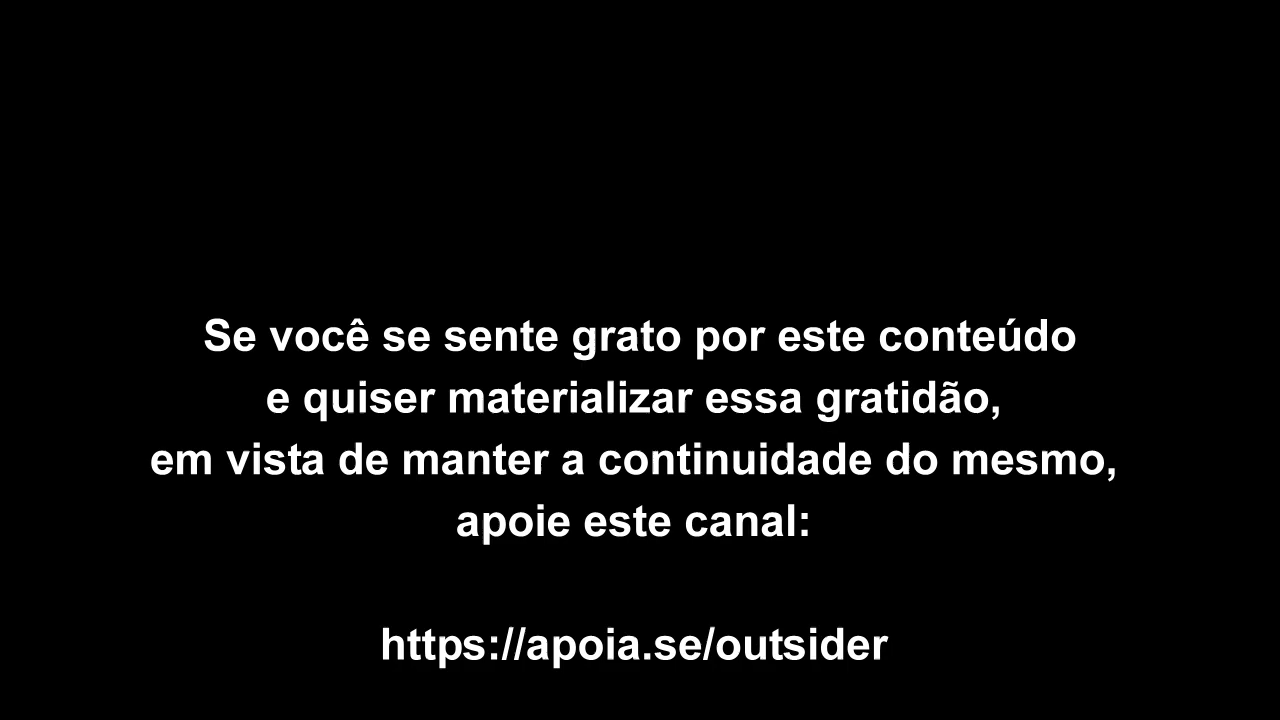 Se você se sente grato por este conteúdo
e quiser materializar essa gratidão,
em vista de manter a continuidade do mesmo,
apoie este canal:
https://apoia.se/outsider